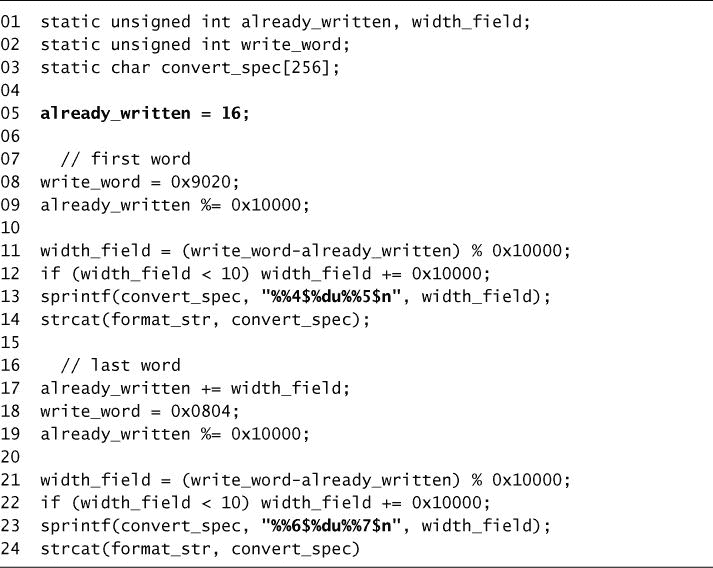 01 static unsigned int already_written, width_field;
02 static unsigned int write_word;
03 static char convert_spec[256];
04
05 already_written = 16;
06
07 // first word
08 write_word = 0x9020;
09 already_written %= 0x10000;
10
11 width_field = (write_word-already_written) % 0x10000;
12 if (width_field < 10) width_field += 0x10000;
13 sprintf(convert_spec, "%%4$%du%%5$n", width_field);
14 strcat(format_str, convert_spec);
15
16 // last word
17 already_written += width_field;
18 write_word = 0x0804;
19 already_written %= 0x10000;
20
21 width_field = (write_word-already_written) % 0x10000;
22 if (width_field < 10) width_field += 0x10000;
23 sprintf(convert_spec, "%%6$%du%%7$n", width_field);
24 strcat(format_str, convert_spec)